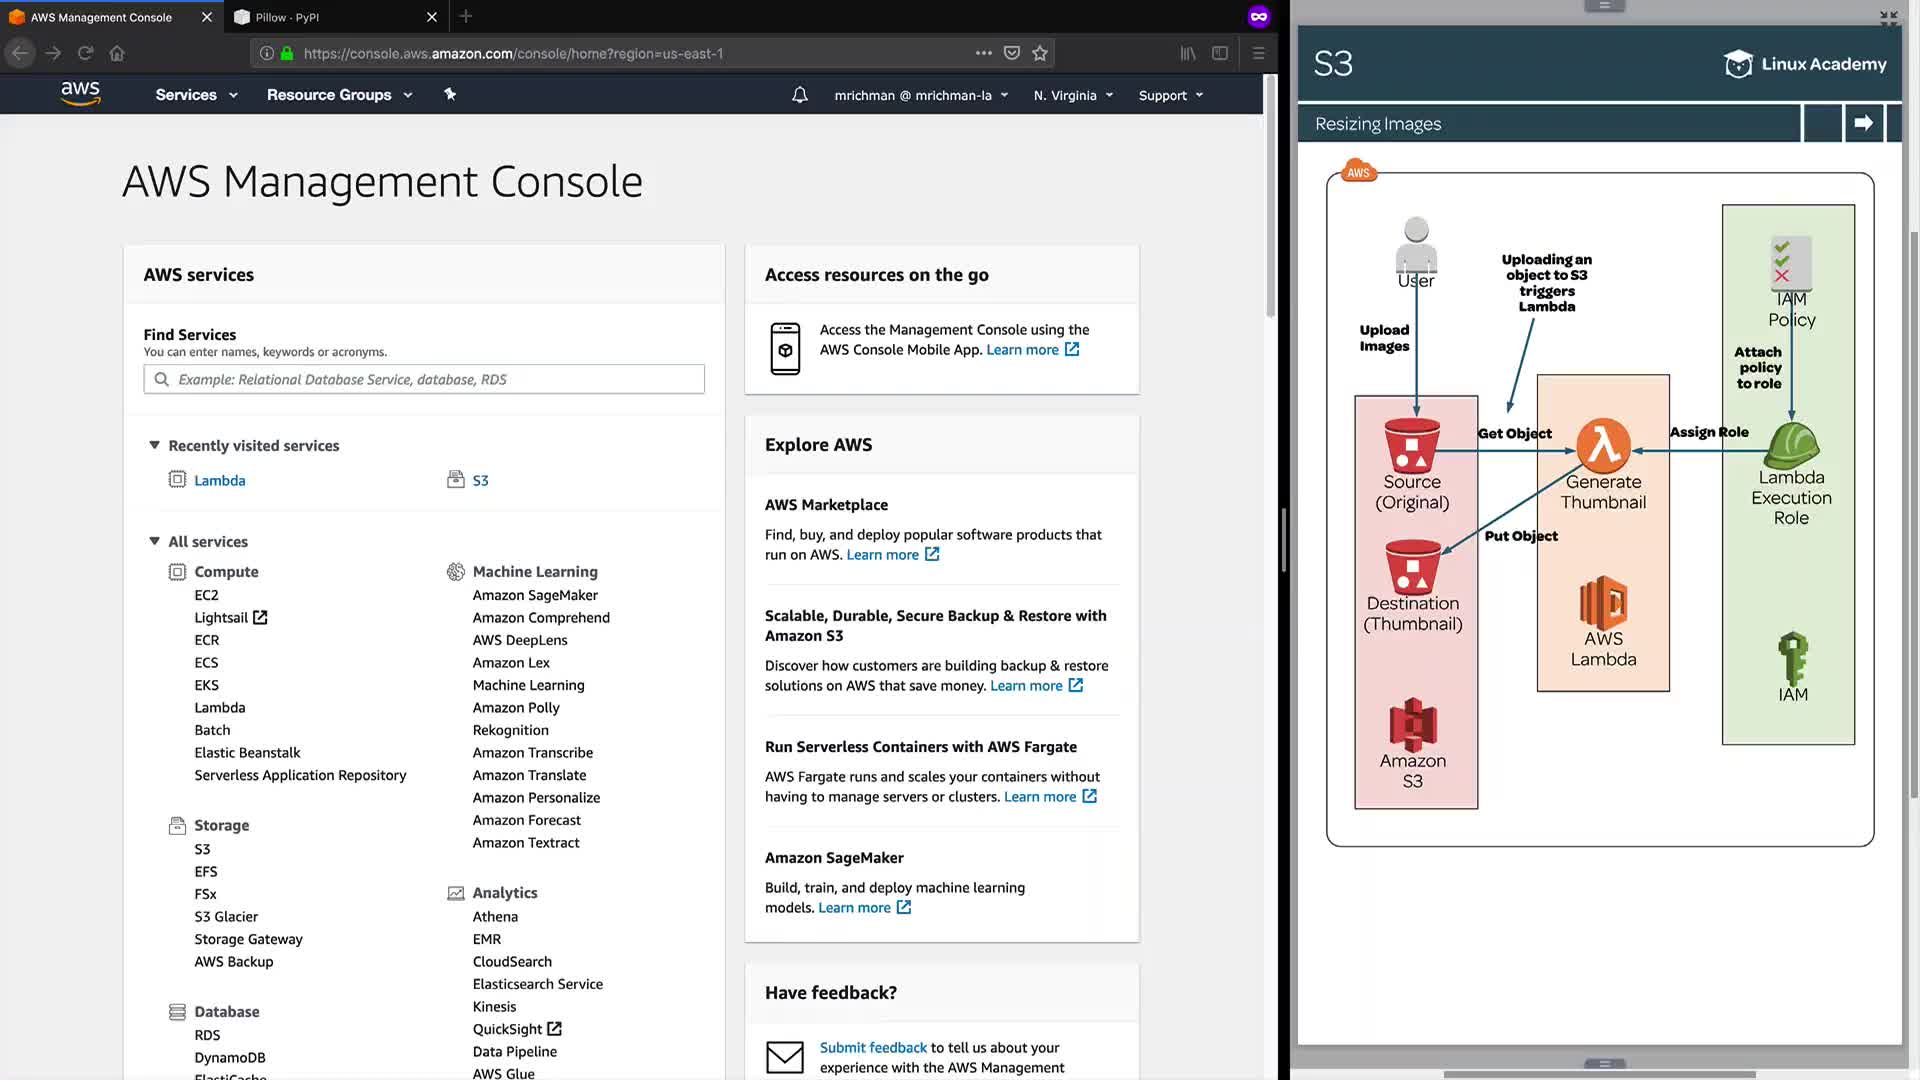 AWS Management Console
Pillow · PyPI
https://console.aws.amazon.com/console/home?region=us-east-1
aws
Services
Resource Groups
mrichman @ mrichman-la
N. Virginia
Support
AWS Management Console
AWS services
Find Services
You can enter names, keywords or acronyms.
Example: Relational Database Service, database, RDS
Recently visited services
Lambda
S3
All services
Compute
EC2
Lightsail
ECR
ECS
EKS
Lambda
Batch
Elastic Beanstalk
Serverless Application Repository
Storage
S3
EFS
FSx
S3 Glacier
Storage Gateway
AWS Backup
Database
RDS
DynamoDB
ElastiCache
Machine Learning
Amazon SageMaker
Amazon Comprehend
AWS DeepLens
Amazon Lex
Machine Learning
Amazon Polly
Rekognition
Amazon Transcribe
Amazon Translate
Amazon Personalize
Amazon Forecast
Amazon Textract
Analytics
Athena
EMR
CloudSearch
Elasticsearch Service
Kinesis
QuickSight
Data Pipeline
AWS Glue
Access resources on the go
Access the Management Console using the
AWS Console Mobile App. Learn more
Explore AWS
AWS Marketplace
Find, buy, and deploy popular software products that
run on AWS. Learn more
Scalable, Durable, Secure Backup & Restore with
Amazon S3
Discover how customers are building backup & restore
solutions on AWS that save money. Learn more
Run Serverless Containers with AWS Fargate
AWS Fargate runs and scales your containers without
having to manage servers or clusters. Learn more
Amazon SageMaker
Build, train, and deploy machine learning
models. Learn more
Have feedback?
Submit feedback to tell us about your
experience with the AWS Management
S3
Linux Academy
Resizing Images
AWS
User
Upload
Images
Uploading an
object to S3
triggers
Lambda
IAM
Policy
Attach
policy
to role
Get Object
Assign Role
Source
(Original)
Generate
Thumbnail
Lambda
Execution
Role
Put Object
Destination
(Thumbnail)
AWS
Lambda
IAM
Amazon
S3